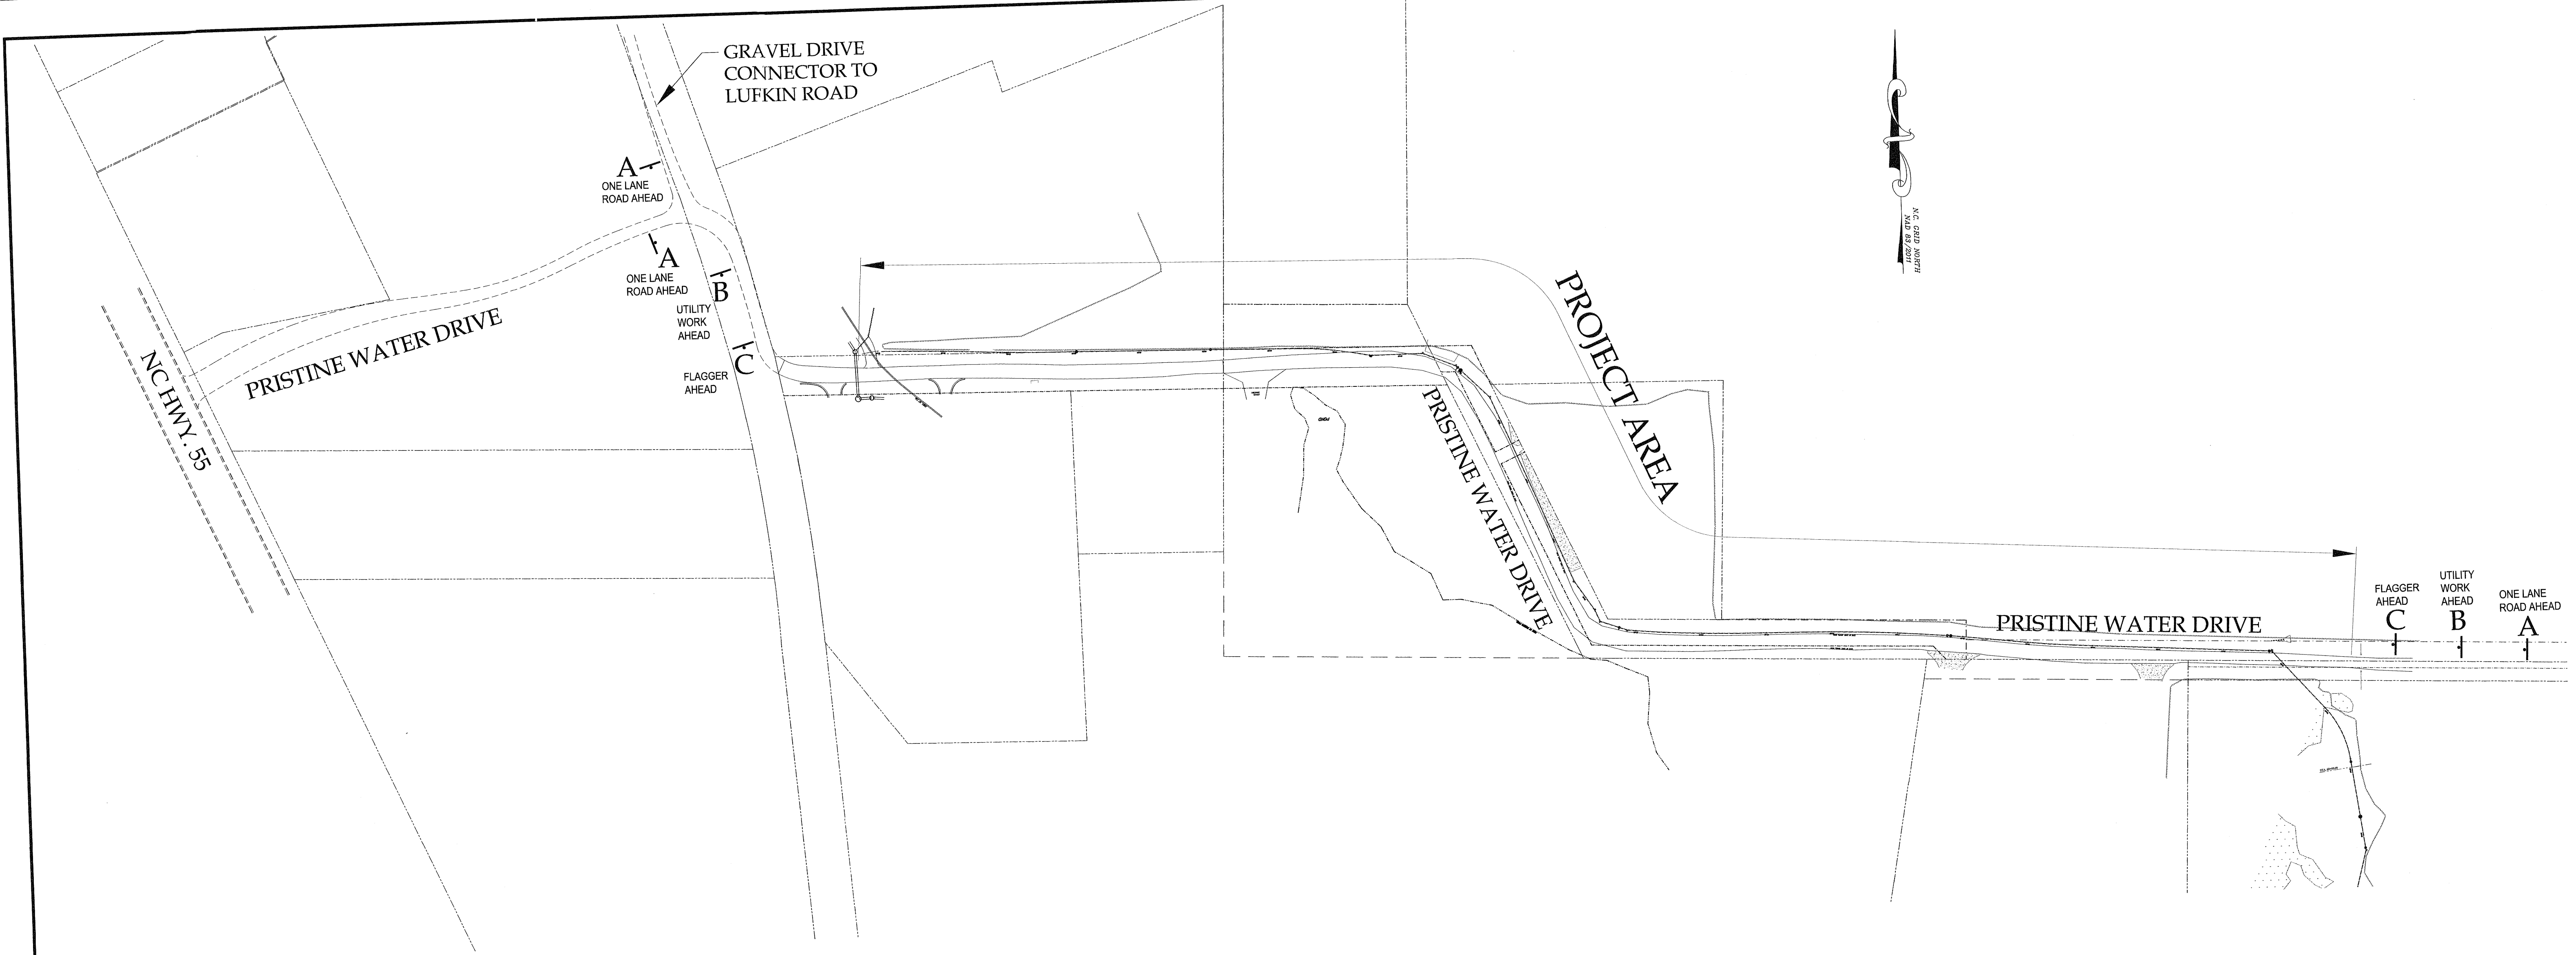 GRAVEL DRIVE
CONNECTOR TO
LUFKIN ROAD
A
ONE LANE
ROAD AHEAD
A
ONE LANE
ROAD AHEAD
B
UTILITY
WORK
AHEAD
C
FLAGGER
AHEAD
NC HWY. 55
PRISTINE WATER DRIVE
N.C. GRID NORTH
NAD 83/2011
PROJECT AREA
PRISTINE WATER DRIVE
POND
PRISTINE WATER DRIVE
FLAGGER
AHEAD
C
UTILITY
WORK
AHEAD
B
ONE LANE
ROAD AHEAD
A